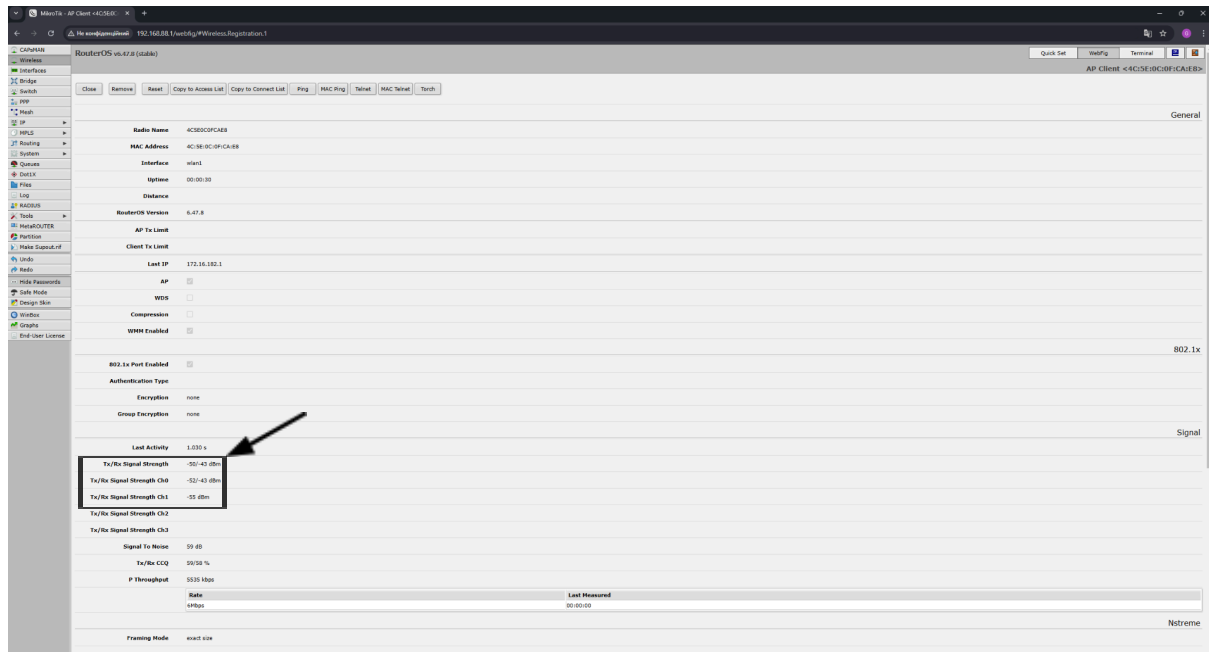 MikroTik - AP Client <4C:5E:0C:
Не конфіденційний 192.168.88.1/webfig/#Wireless.Registration.1
CAPsMAN
Wireless
Interfaces
Bridge
Switch
PPP
Mesh
IP
MPLS
Routing
System
Queues
Dot1X
Files
Log
RADIUS
Tools
MetaROUTER
Partition
Make Supout.rif
Undo
Redo
Hide Passwords
Safe Mode
Design Skin
WinBox
Graphs
End-User License
RouterOS v6.47.8 (stable)
Quick Set WebFig Terminal
AP Client <4C:5E:0C:0F:CA:E8>
Close Remove Reset Copy to Access List Copy to Connect List Ping MAC Ping Telnet MAC Telnet Torch
General
Radio Name 4C5E0C0FCAE8
MAC Address 4C:5E:0C:0F:CA:E8
Interface wlan1
Uptime 00:00:30
Distance
RouterOS Version 6.47.8
AP Tx Limit
Client Tx Limit
Last IP 172.16.182.1
AP
WDS
Compression
WMM Enabled
802.1x
802.1x Port Enabled
Authentication Type
Encryption none
Group Encryption none
Signal
Last Activity 1.030 s
Tx/Rx Signal Strength -50/-43 dBm
Tx/Rx Signal Strength Ch0 -52/-43 dBm
Tx/Rx Signal Strength Ch1 -55 dBm
Tx/Rx Signal Strength Ch2
Tx/Rx Signal Strength Ch3
Signal To Noise 59 dB
Tx/Rx CCQ 59/58 %
P Throughput 5535 kbps
Rate Last Measured
6Mbps 00:00:00
Nstreme
Framing Mode exact size